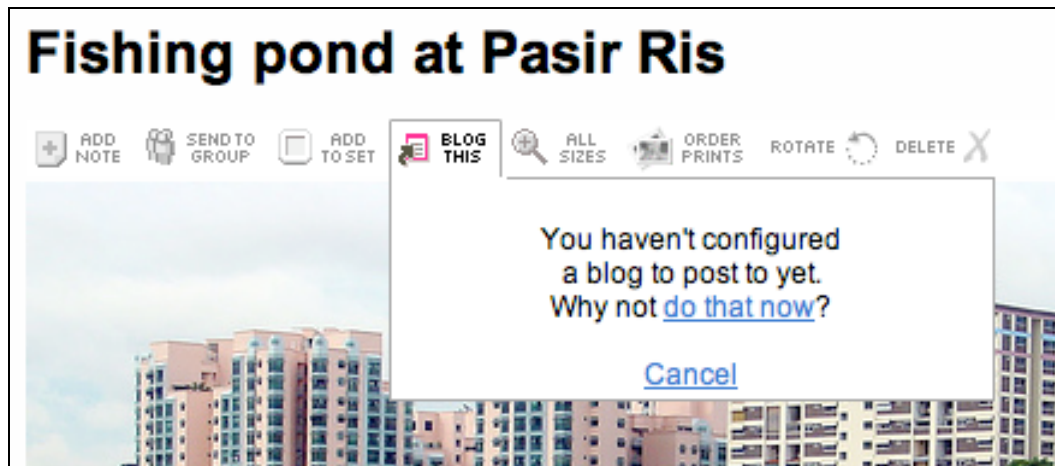 Fishing pond at Pasir Ris
ADD NOTE
SEND TO GROUP
ADD TO SET
BLOG THIS
ALL SIZES
ORDER PRINTS
ROTATE
DELETE
You haven't configured
a blog to post to yet.
Why not do that now?
Cancel